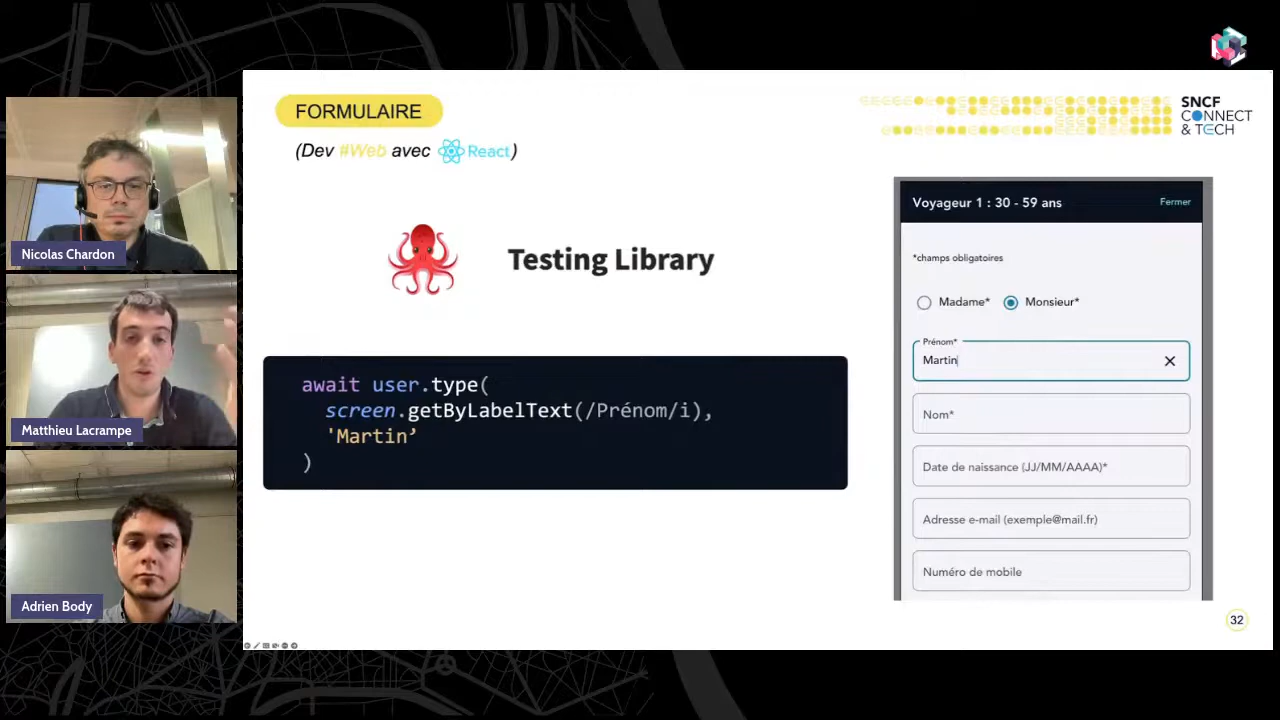 FORMULAIRE
(Dev #Web avec React)
SNCF
CONNECT
& TECH
Nicolas Chardon
Matthieu Lacrampe
Adrien Body
Testing Library
await user.type(
screen.getByLabelText(/Prénom/i),
'Martin’
)
Voyageur 1 : 30 - 59 ans
Fermer
*champs obligatoires
Madame*
Monsieur*
Prénom*
Martin
Nom*
Date de naissance (JJ/MM/AAAA)*
Adresse e-mail (exemple@mail.fr)
Numéro de mobile
32